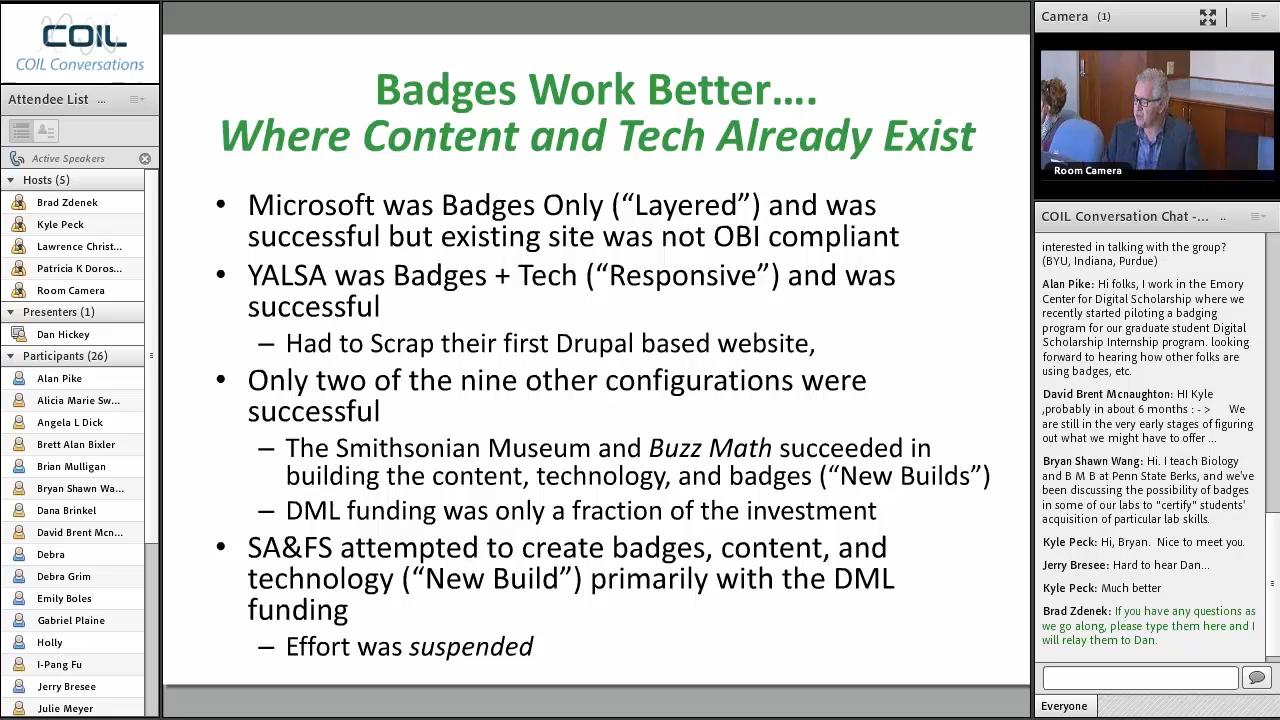 COIL
COIL Conversations
Attendee List ...
Active Speakers
Hosts (5)
Brad Zdenek
Kyle Peck
Lawrence Christ...
Patricia K Doros...
Room Camera
Presenters (1)
Dan Hickey
Participants (26)
Alan Pike
Alicia Marie Sw...
Angela L Dick
Brett Alan Bixler
Brian Mulligan
Bryan Shawn Wa...
Dana Brinkel
David Brent Mcn...
Debra
Debra Grim
Emily Boles
Gabriel Plaine
Holly
I-Pang Fu
Jerry Bresee
Julie Meyer
Badges Work Better....
Where Content and Tech Already Exist
• Microsoft was Badges Only (“Layered”) and was
successful but existing site was not OBI compliant
• YALSA was Badges + Tech (“Responsive”) and was
successful
– Had to Scrap their first Drupal based website,
• Only two of the nine other configurations were
successful
– The Smithsonian Museum and Buzz Math succeeded in
building the content, technology, and badges (“New Builds”)
– DML funding was only a fraction of the investment
• SA&FS attempted to create badges, content, and
technology (“New Build”) primarily with the DML
funding
– Effort was suspended
Camera (1)
Room Camera
COIL Conversation Chat -... ..
interested in talking with the group?
(BYU, Indiana, Purdue)
Alan Pike: Hi folks, I work in the Emory
Center for Digital Scholarship where we
recently started piloting a badging
program for our graduate student Digital
Scholarship Internship program. looking
forward to hearing how other folks are
using badges, etc.
David Brent Mcnaughton: HI Kyle
,probably in about 6 months : - > We
are still in the very early stages of figuring
out what we might have to offer ...
Bryan Shawn Wang: Hi. I teach Biology
and B M B at Penn State Berks, and we've
been discussing the possibility of badges
in some of our labs to "certify" students'
acquisition of particular lab skills.
Kyle Peck: Hi, Bryan. Nice to meet you.
Jerry Bresee: Hard to hear Dan...
Kyle Peck: Much better
Brad Zdenek: If you have any questions as
we go along, please type them here and I
will relay them to Dan.
Everyone